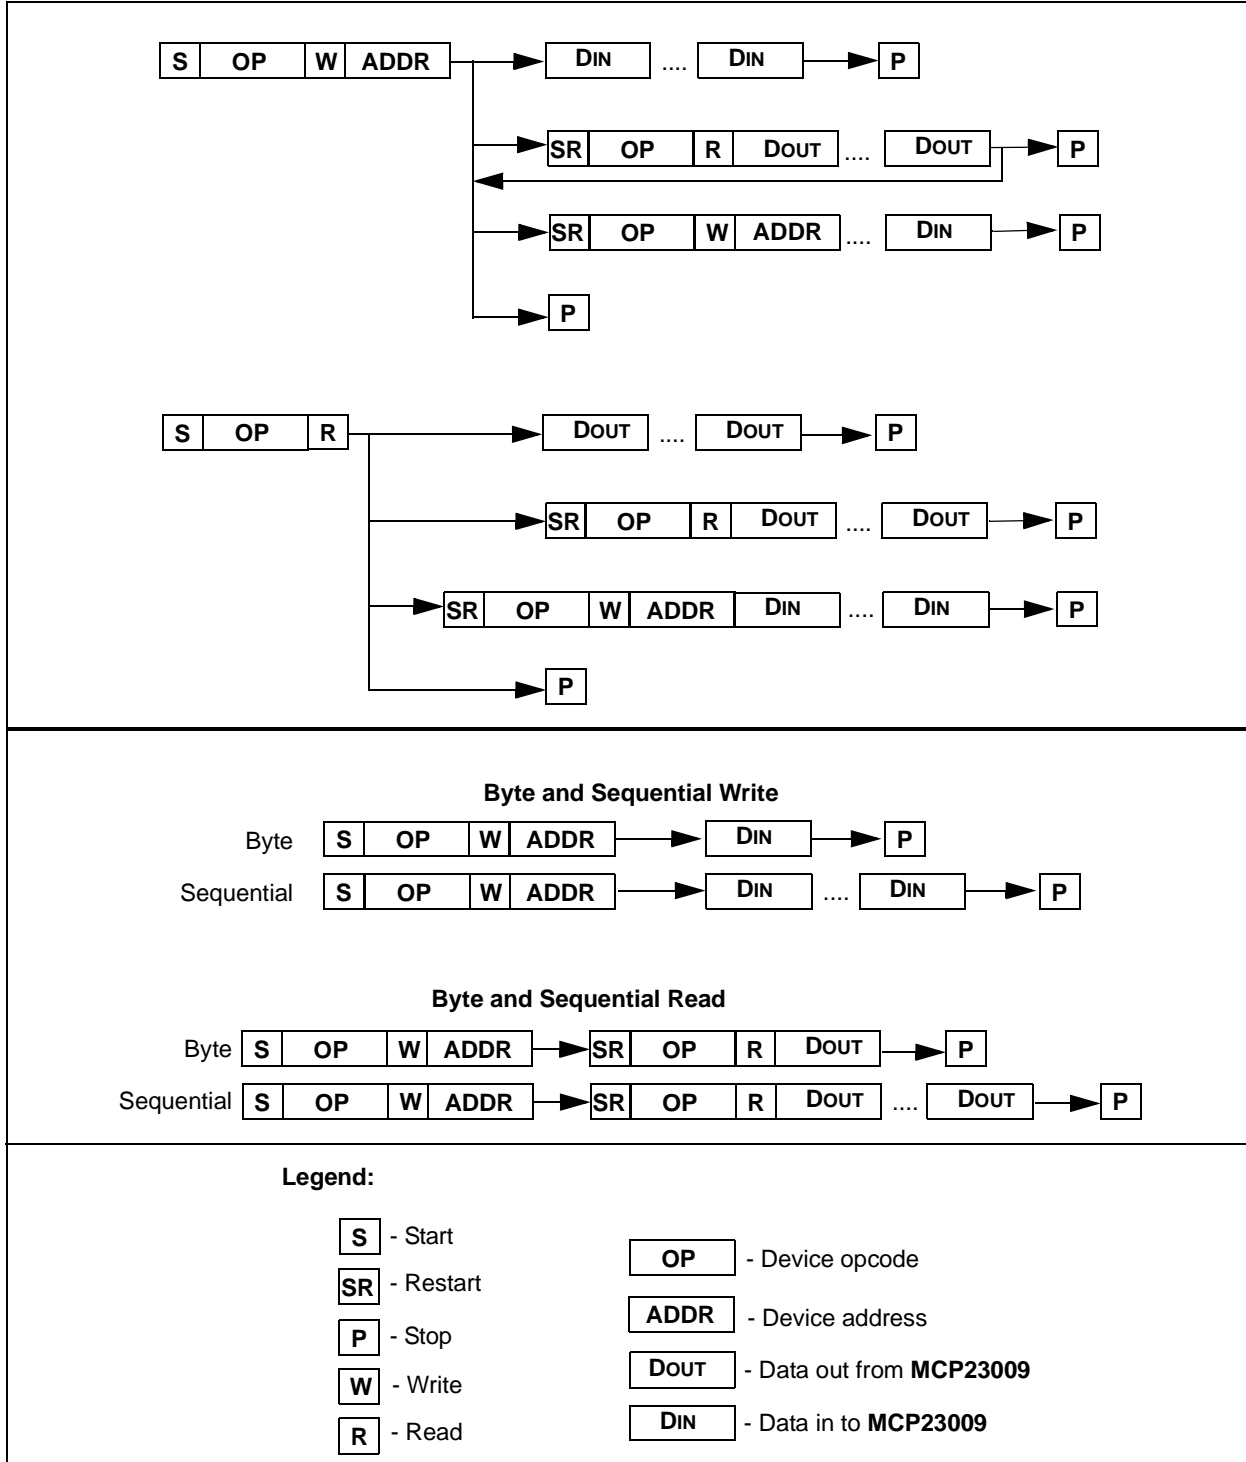 S OP W ADDR DIN .... DIN P
SR OP R DOUT .... DOUT P
SR OP W ADDR .... DIN P
P
S OP R DOUT .... DOUT P
SR OP R DOUT .... DOUT P
SR OP W ADDR DIN .... DIN P
P
Byte and Sequential Write
Byte S OP W ADDR DIN P
Sequential S OP W ADDR DIN .... DIN P
Byte and Sequential Read
Byte S OP W ADDR SR OP R DOUT P
Sequential S OP W ADDR SR OP R DOUT .... DOUT P
Legend:
S - Start
SR - Restart
P - Stop
W - Write
R - Read
OP - Device opcode
ADDR - Device address
DOUT - Data out from MCP23009
DIN - Data in to MCP23009